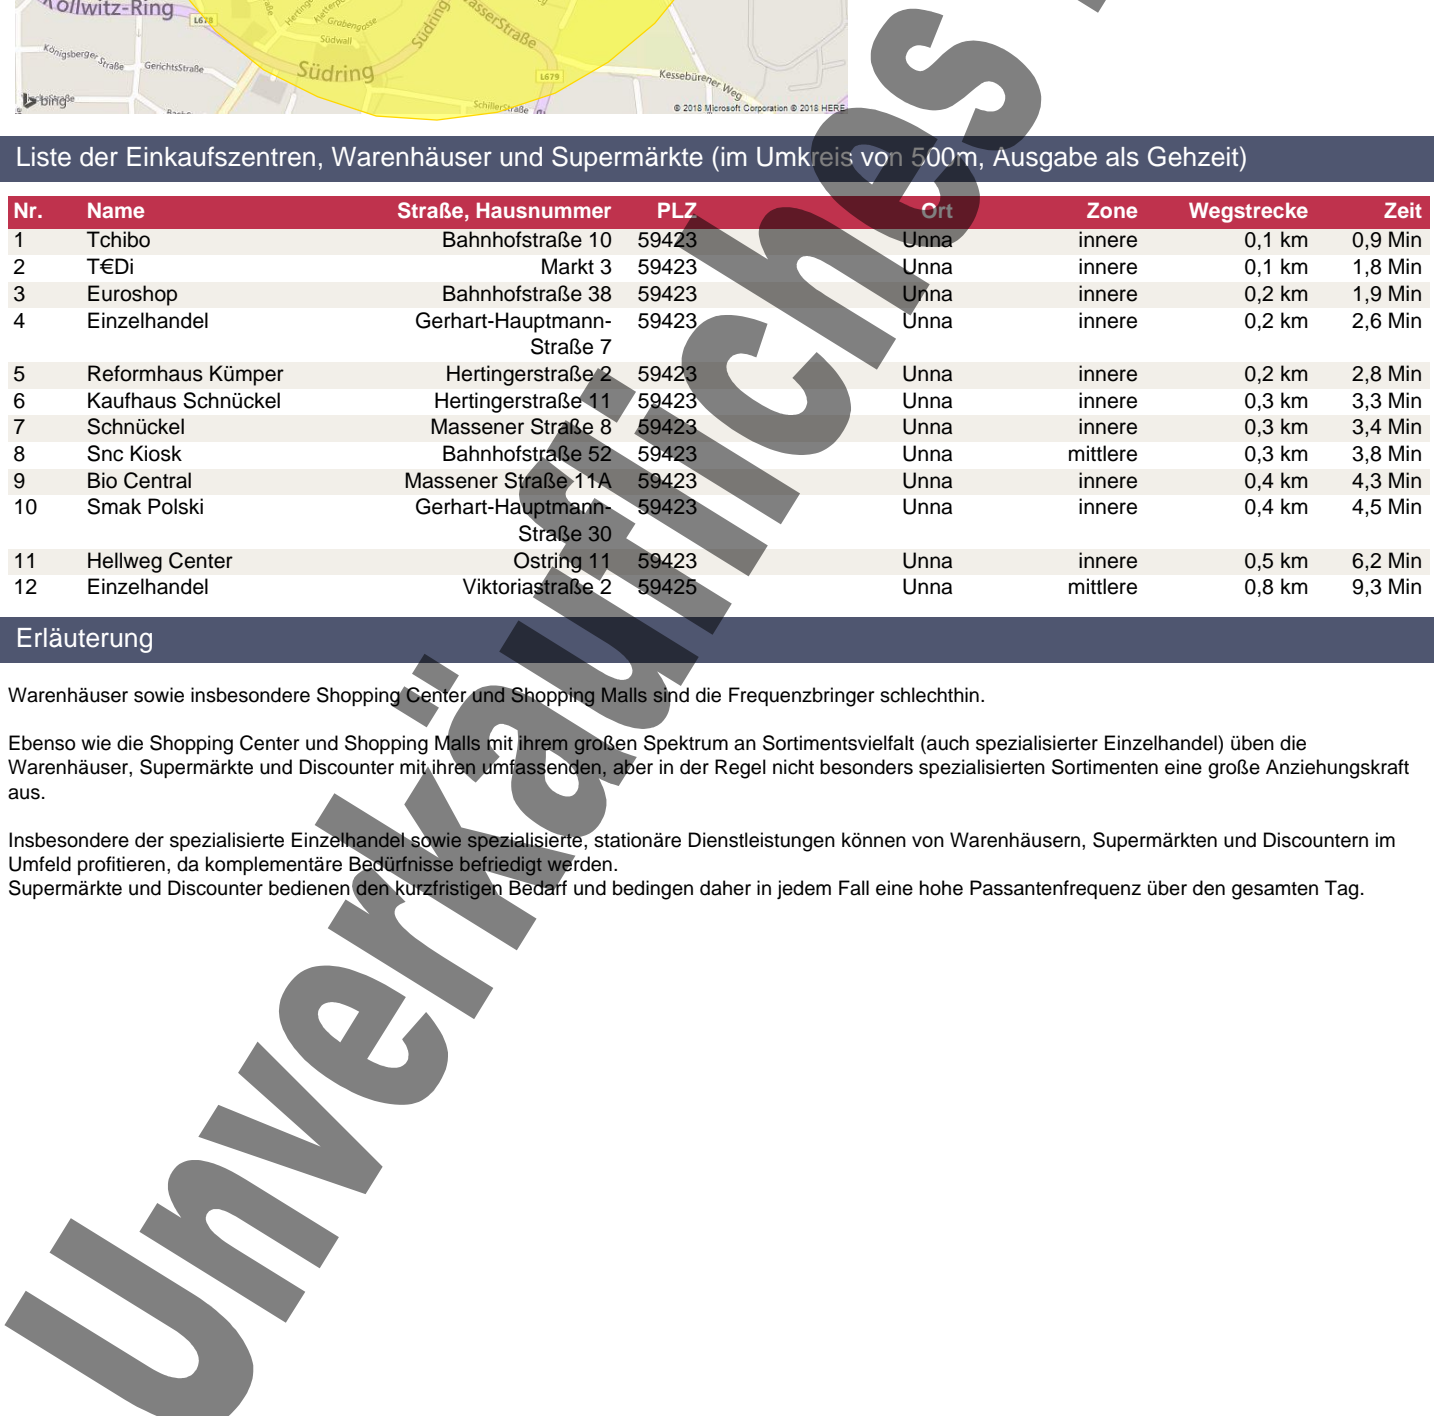 Kollwitz-Ring
L678
Grabengasse
Südwall
Südring
WasserStraße
Südring
L679
Königsberger Straße
GerichtsStraße
Kessebürener Weg
SchillerStraße
bing
© 2018 Microsoft Corporation © 2018 HERE
Liste der Einkaufszentren, Warenhäuser und Supermärkte (im Umkreis von 500m, Ausgabe als Gehzeit)
Nr. Name Straße, Hausnummer PLZ Ort Zone Wegstrecke Zeit
1 Tchibo Bahnhofstraße 10 59423 Unna innere 0,1 km 0,9 Min
2 T€Di Markt 3 59423 Unna innere 0,1 km 1,8 Min
3 Euroshop Bahnhofstraße 38 59423 Unna innere 0,2 km 1,9 Min
4 Einzelhandel Gerhart-Hauptmann- 59423 Unna innere 0,2 km 2,6 Min
Straße 7
5 Reformhaus Kümper Hertingerstraße 2 59423 Unna innere 0,2 km 2,8 Min
6 Kaufhaus Schnückel Hertingerstraße 11 59423 Unna innere 0,3 km 3,3 Min
7 Schnückel Massener Straße 8 59423 Unna innere 0,3 km 3,4 Min
8 Snc Kiosk Bahnhofstraße 52 59423 Unna mittlere 0,3 km 3,8 Min
9 Bio Central Massener Straße 11A 59423 Unna innere 0,4 km 4,3 Min
10 Smak Polski Gerhart-Hauptmann- 59423 Unna innere 0,4 km 4,5 Min
Straße 30
11 Hellweg Center Ostring 11 59423 Unna innere 0,5 km 6,2 Min
12 Einzelhandel Viktoriastraße 2 59425 Unna mittlere 0,8 km 9,3 Min
Erläuterung
Warenhäuser sowie insbesondere Shopping Center und Shopping Malls sind die Frequenzbringer schlechthin.
Ebenso wie die Shopping Center und Shopping Malls mit ihrem großen Spektrum an Sortimentsvielfalt (auch spezialisierter Einzelhandel) üben die
Warenhäuser, Supermärkte und Discounter mit ihren umfassenden, aber in der Regel nicht besonders spezialisierten Sortimenten eine große Anziehungskraft
aus.
Insbesondere der spezialisierte Einzelhandel sowie spezialisierte, stationäre Dienstleistungen können von Warenhäusern, Supermärkten und Discountern im
Umfeld profitieren, da komplementäre Bedürfnisse befriedigt werden.
Supermärkte und Discounter bedienen den kurzfristigen Bedarf und bedingen daher in jedem Fall eine hohe Passantenfrequenz über den gesamten Tag.
Unverkäufliches